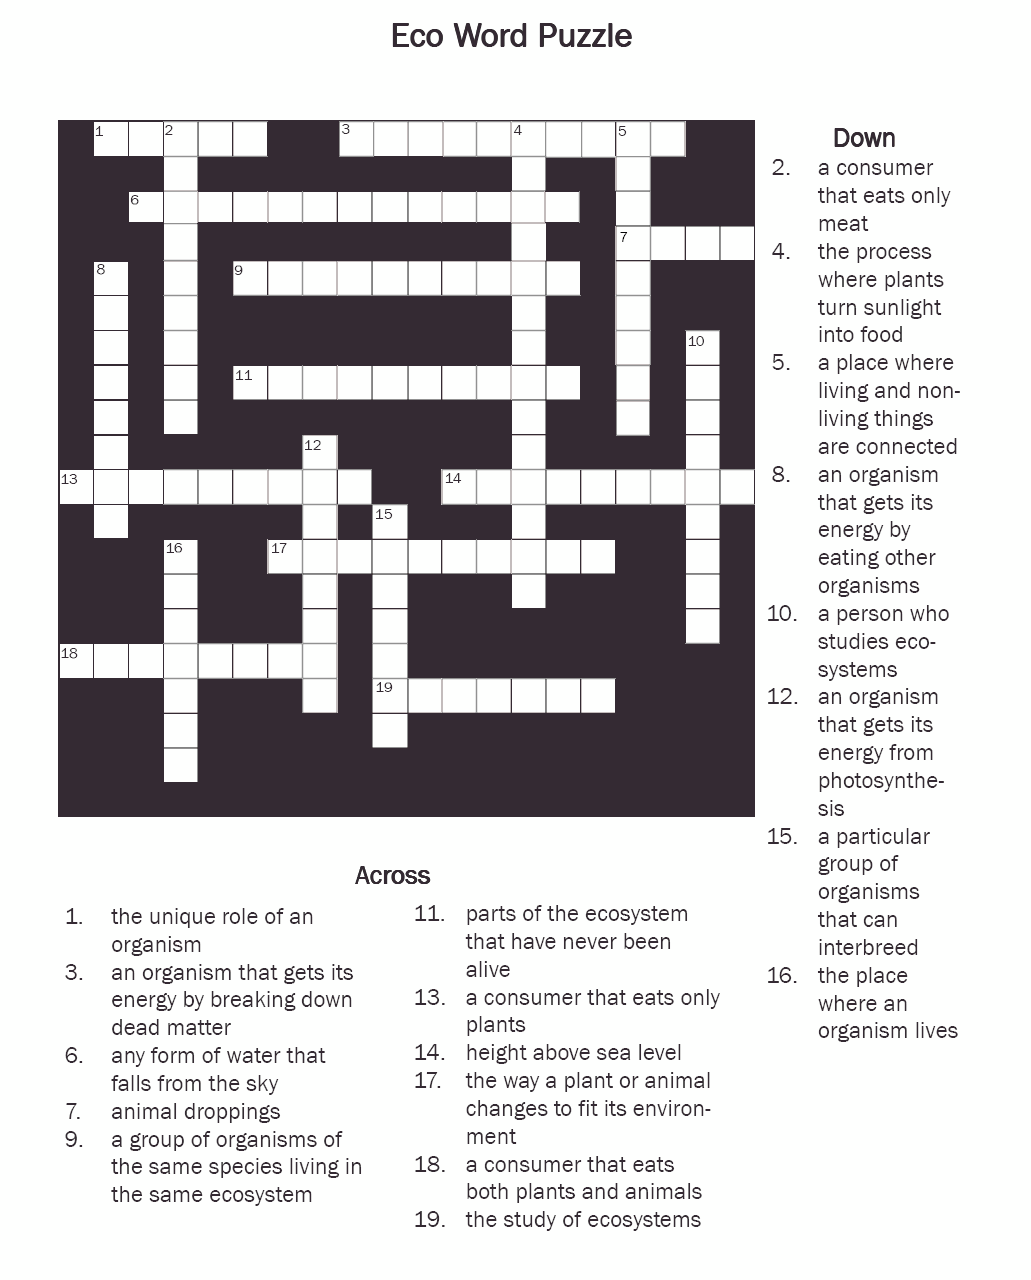 Eco Word Puzzle
1 2 3 4 5
6
7
8 9
10
11
12
13 14
15
16 17
18
19
Down
2. a consumer
that eats only
meat
4. the process
where plants
turn sunlight
into food
5. a place where
living and non-
living things
are connected
8. an organism
that gets its
energy by
eating other
organisms
10. a person who
studies eco-
systems
12. an organism
that gets its
energy from
photosynthe-
sis
15. a particular
group of
organisms
that can
interbreed
16. the place
where an
organism lives
Across
1. the unique role of an
organism
3. an organism that gets its
energy by breaking down
dead matter
6. any form of water that
falls from the sky
7. animal droppings
9. a group of organisms of
the same species living in
the same ecosystem
11. parts of the ecosystem
that have never been
alive
13. a consumer that eats only
plants
14. height above sea level
17. the way a plant or animal
changes to fit its environ-
ment
18. a consumer that eats
both plants and animals
19. the study of ecosystems